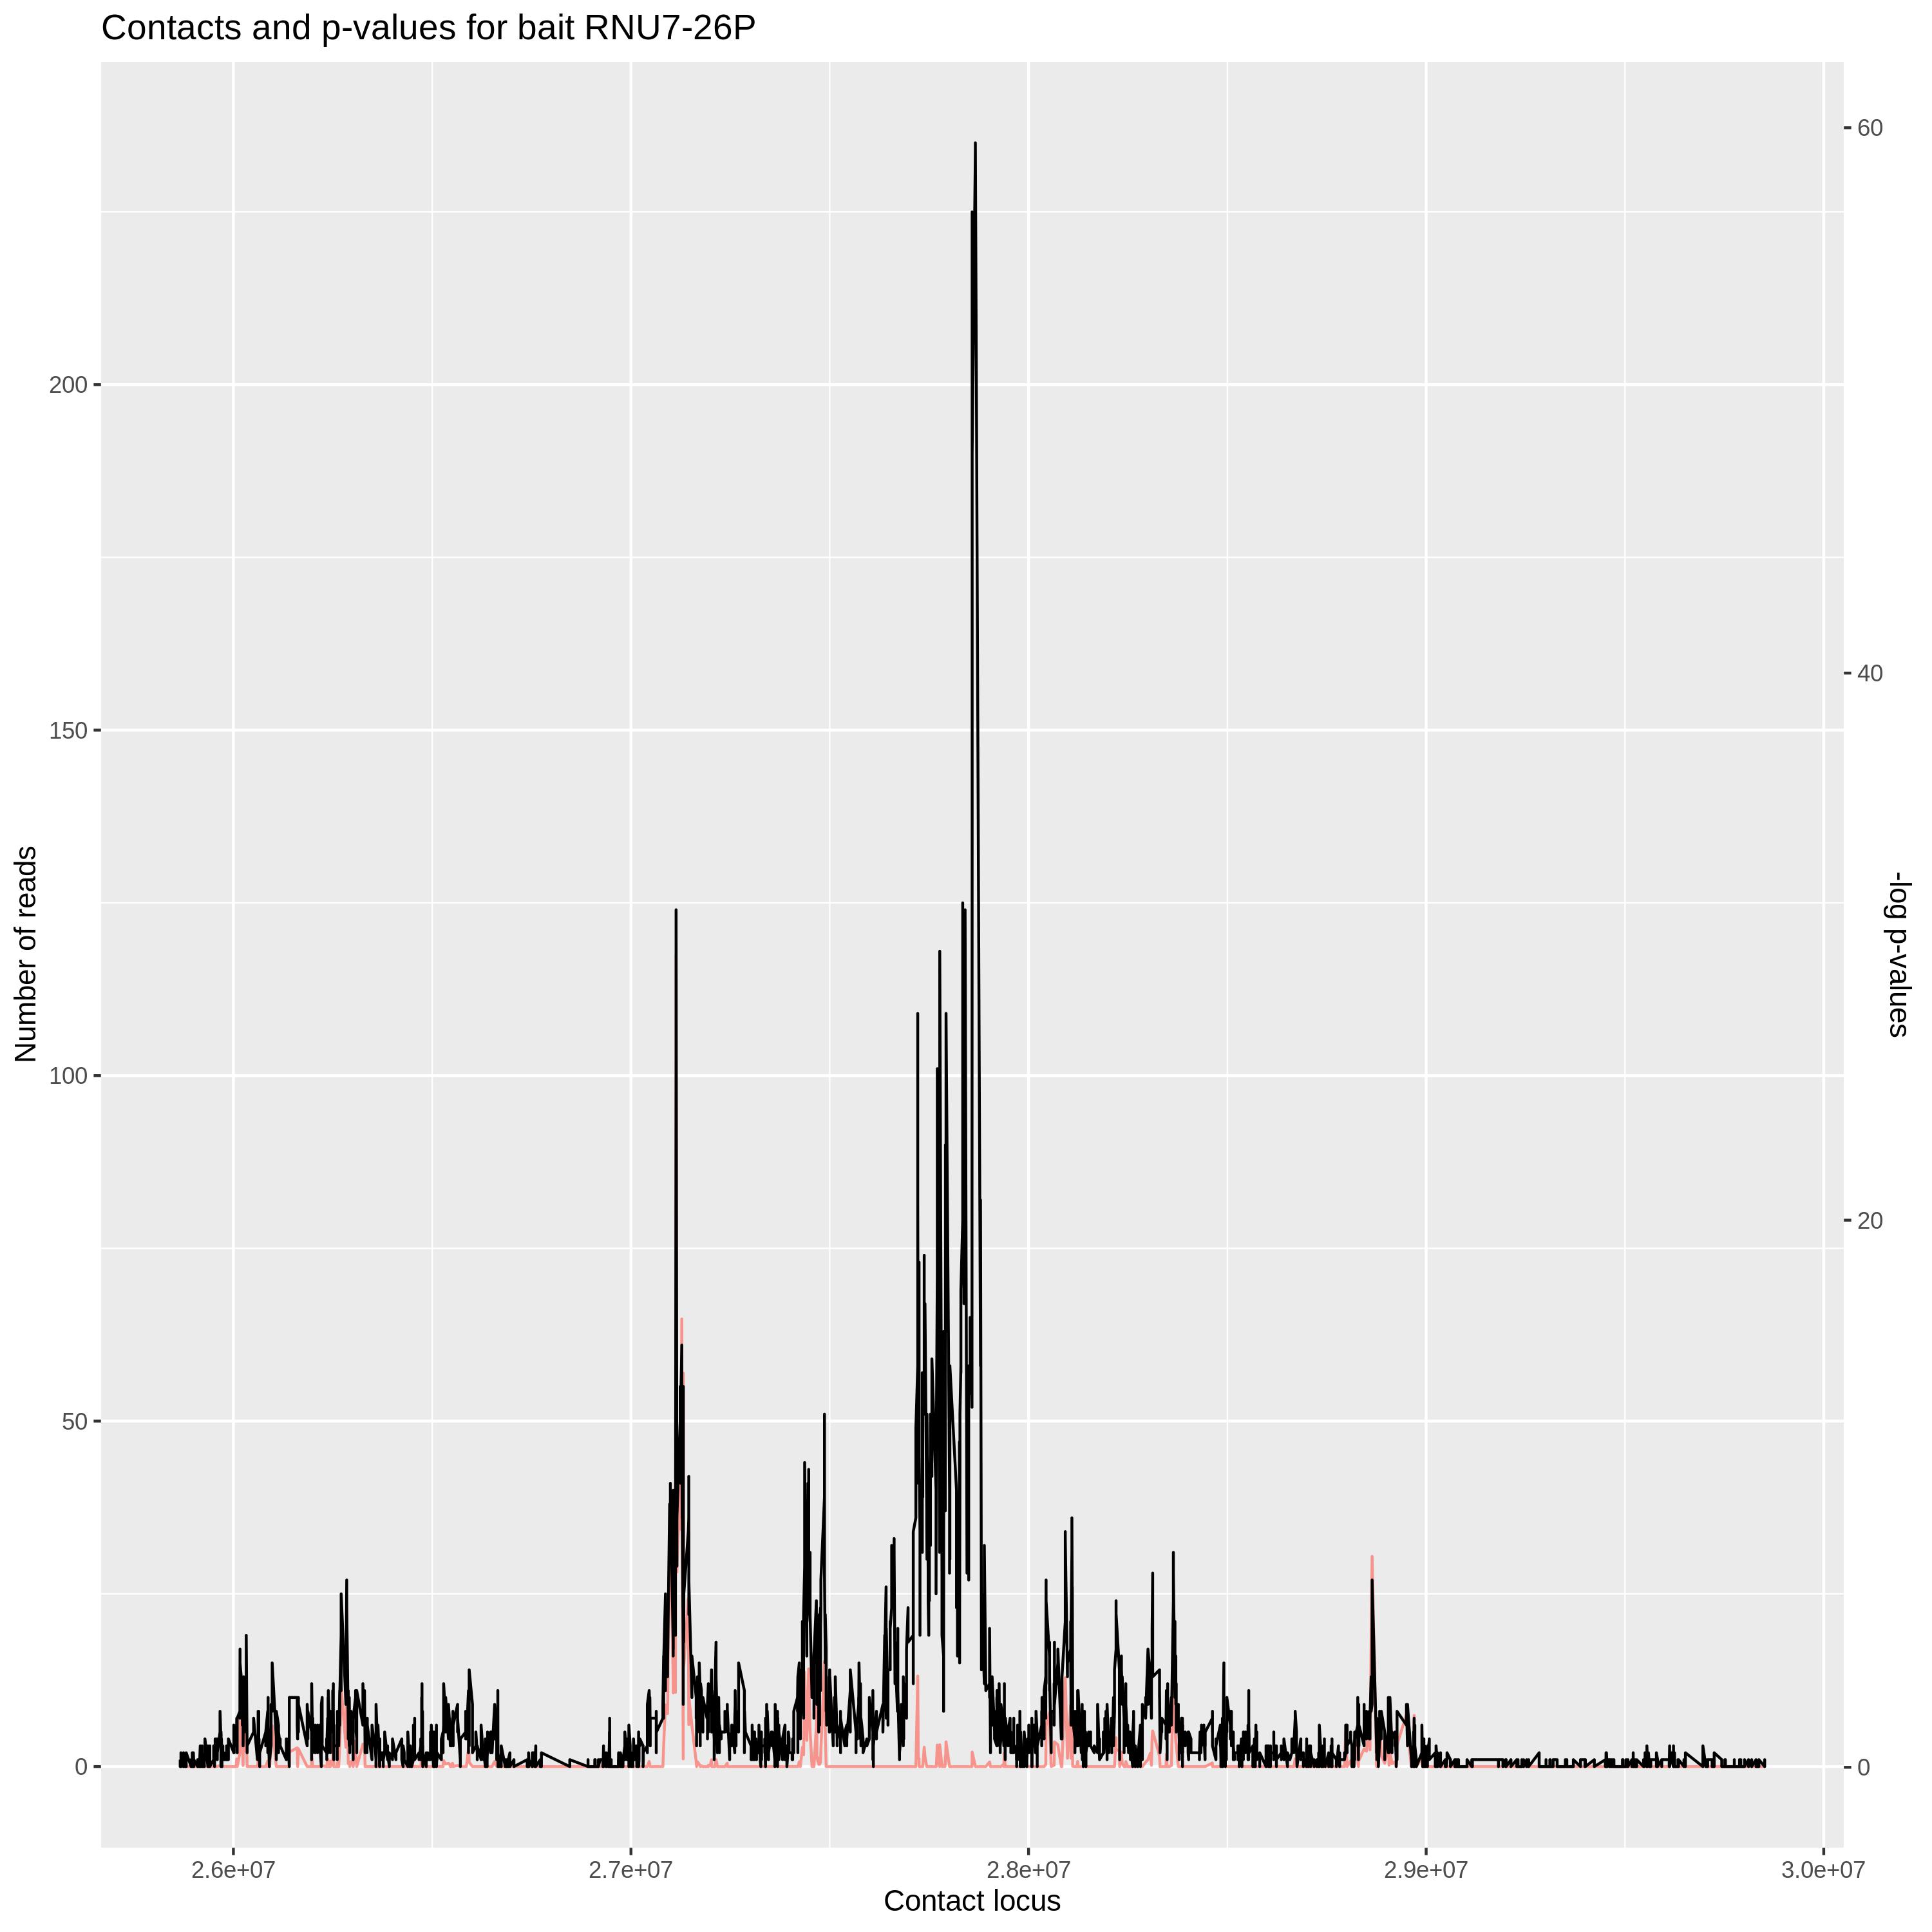 Contacts and p-values for bait RNU7-26P
60
200
40
150
Number of reads
-log p-values
100
20
50
0
0
2.6e+07
2.7e+07
2.8e+07
2.9e+07
3.0e+07
Contact locus